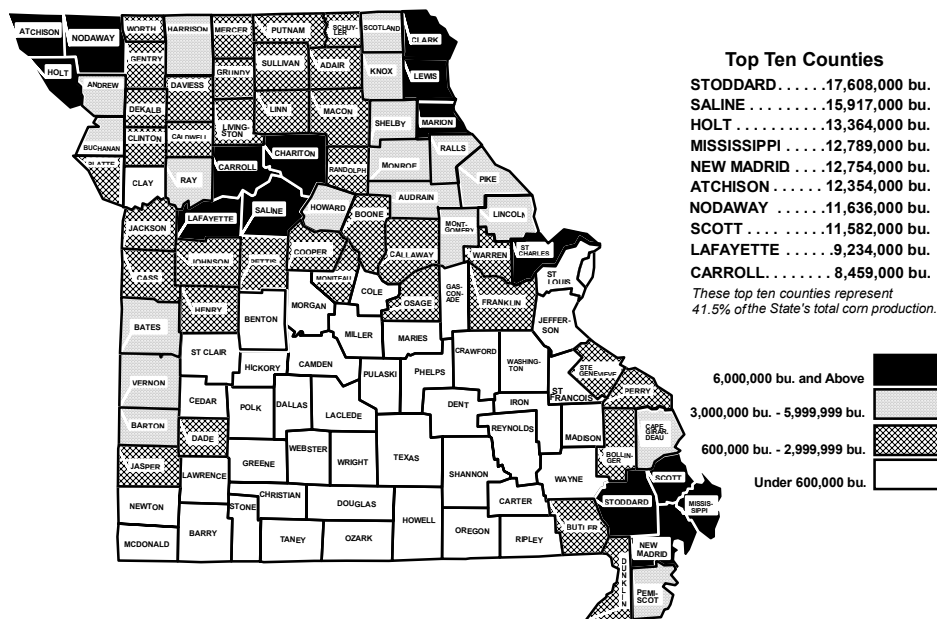 ATCHISON
NODAWAY
WORTH
HARRISON
MERCER
PUTNAM
SCHUY-
LER
SCOTLAND
CLARK
HOLT
GENTRY
SULLIVAN
ADAIR
KNOX
LEWIS
ANDREW
DAVIESS
GRUNDY
DEKALB
LINN
MACON
SHELBY
MARION
BUCHANAN
CLINTON
CALDWELL
LIVING-
STON
CHARITON
RANDOLPH
MONROE
RALLS
PLATTE
CLAY
RAY
CARROLL
PIKE
AUDRAIN
JACKSON
LAFAYETTE
SALINE
HOWARD
BOONE
CALLAWAY
MONT-
GOMERY
LINCOLN
WARREN
ST
CHARLES
ST
LOUIS
CASS
JOHNSON
PETTIS
COOPER
MONITEAU
COLE
OSAGE
GAS-
CON-
ADE
FRANKLIN
JEFFER-
SON
BATES
HENRY
BENTON
MORGAN
MILLER
MARIES
VERNON
ST CLAIR
HICKORY
CAMDEN
PULASKI
PHELPS
CRAWFORD
WASHING-
TON
STE
GENEVIEVE
ST
FRANCOIS
PERRY
BARTON
CEDAR
POLK
DALLAS
LACLEDE
DENT
IRON
REYNOLDS
MADISON
CAPE
GIRAR-
DEAU
JASPER
DADE
GREENE
WEBSTER
WRIGHT
TEXAS
SHANNON
WAYNE
BOLLIN-
GER
SCOTT
LAWRENCE
NEWTON
STONE
CHRISTIAN
DOUGLAS
HOWELL
CARTER
BUTLER
STODDARD
MISSIS-
SIPPI
MCDONALD
BARRY
TANEY
OZARK
OREGON
RIPLEY
NEW
MADRID
DUNKLIN
PEMI-
SCOT
Top Ten Counties
STODDARD . . . . . .17,608,000 bu.
SALINE . . . . . . . . .15,917,000 bu.
HOLT . . . . . . . . . . .13,364,000 bu.
MISSISSIPPI . . . . .12,789,000 bu.
NEW MADRID . . . .12,754,000 bu.
ATCHISON . . . . . . 12,354,000 bu.
NODAWAY . . . . . .11,636,000 bu.
SCOTT . . . . . . . . .11,582,000 bu.
LAFAYETTE . . . . . .9,234,000 bu.
CARROLL. . . . . . . 8,459,000 bu.
These top ten counties represent
41.5% of the State's total corn production.
6,000,000 bu. and Above
3,000,000 bu. - 5,999,999 bu.
600,000 bu. - 2,999,999 bu.
Under 600,000 bu.